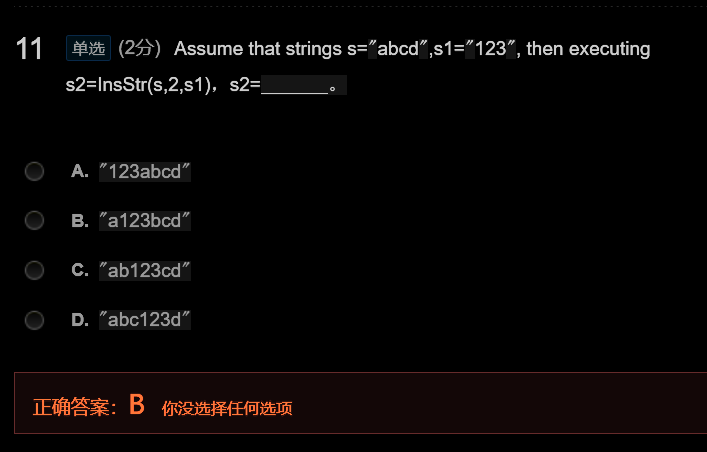 11 单选 (2分) Assume that strings s="abcd",s1="123", then executing
s2=InsStr(s,2,s1)，s2=_______。
A. "123abcd"
B. "a123bcd"
C. "ab123cd"
D. "abc123d"
正确答案：B 你没选择任何选项